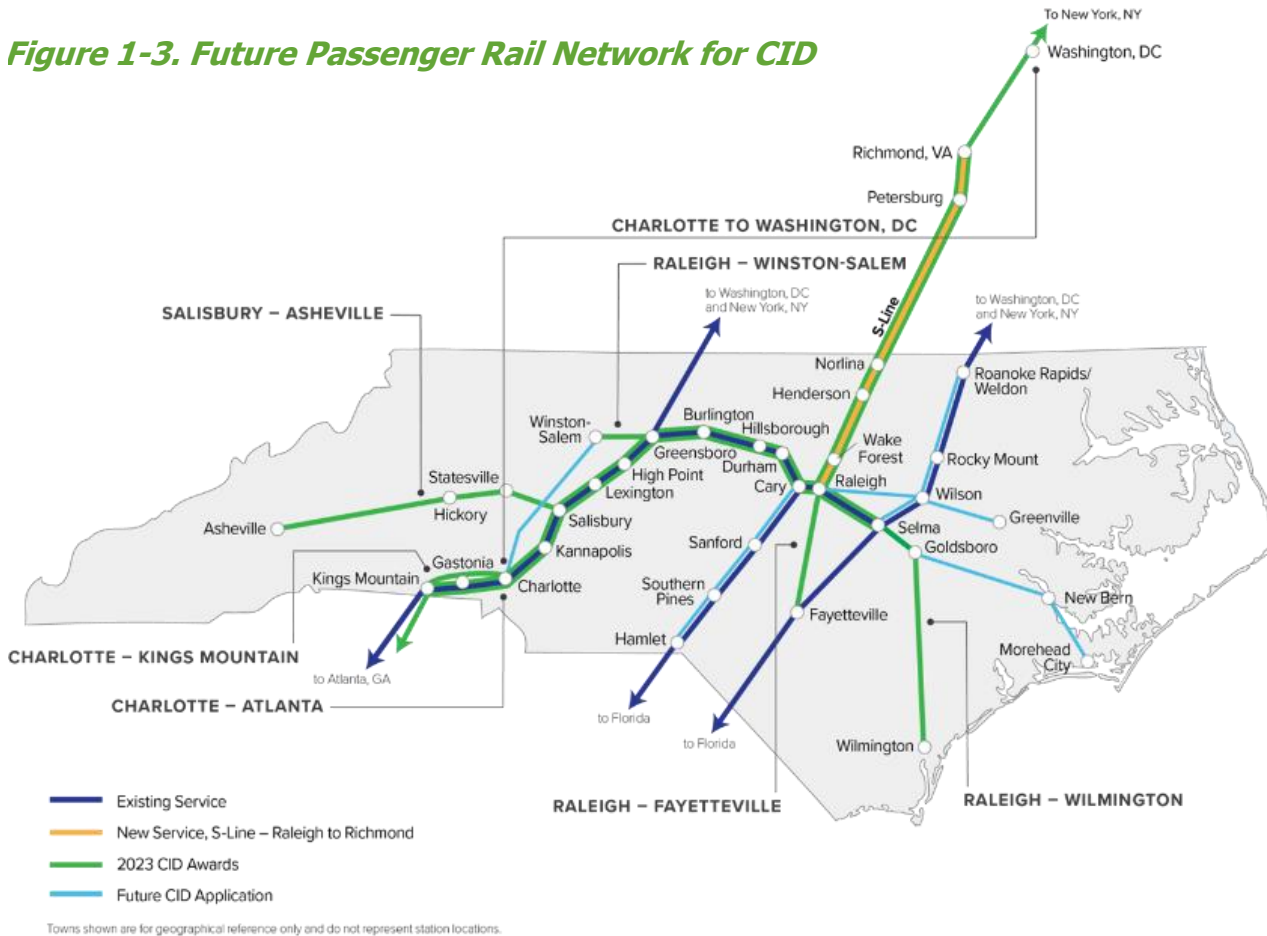 Figure 1-3. Future Passenger Rail Network for CID
To New York, NY
Washington, DC
Richmond, VA
Petersburg
CHARLOTTE TO WASHINGTON, DC
RALEIGH – WINSTON-SALEM
to Washington, DC
and New York, NY
to Washington, DC
and New York, NY
SALISBURY – ASHEVILLE
S-Line
Norlina
Roanoke Rapids/
Weldon
Henderson
Winston-
Salem
Burlington
Hillsborough
Greensboro
Durham
Wake
Forest
High Point
Cary
Raleigh
Rocky Mount
Statesville
Lexington
Wilson
Hickory
Salisbury
Greenville
Asheville
Selma
Sanford
Goldsboro
Kannapolis
Gastonia
Kings Mountain
Charlotte
Southern
Pines
New Bern
Fayetteville
Hamlet
Morehead
City
CHARLOTTE – KINGS MOUNTAIN
to Atlanta, GA
CHARLOTTE – ATLANTA
to Florida
to Florida
Wilmington
RALEIGH – FAYETTEVILLE
RALEIGH – WILMINGTON
Existing Service
New Service, S-Line – Raleigh to Richmond
2023 CID Awards
Future CID Application
Towns shown are for geographical reference only and do not represent station locations.